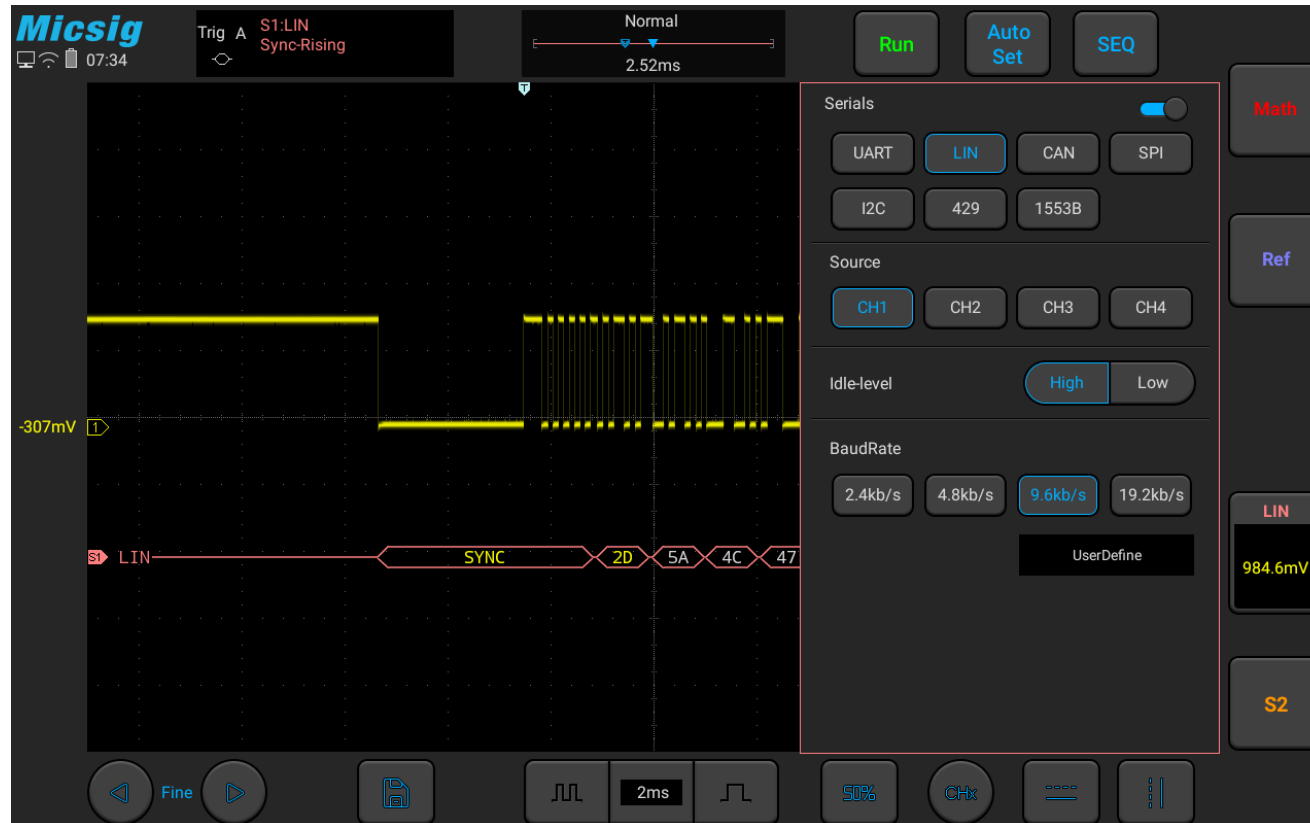 Micsig
07:34
Trig A S1:LIN
Sync-Rising
Normal
2.52ms
Run
Auto
Set
SEQ
T
Serials
UART LIN CAN SPI
I2C 429 1553B
Source
CH1 CH2 CH3 CH4
Idle-level High Low
BaudRate
2.4kb/s 4.8kb/s 9.6kb/s 19.2kb/s
UserDefine
-307mV 1
S1 LIN SYNC 2D 5A 4C 47
Math
Ref
LIN
984.6mV
S2
Fine
2ms
50%
CHx